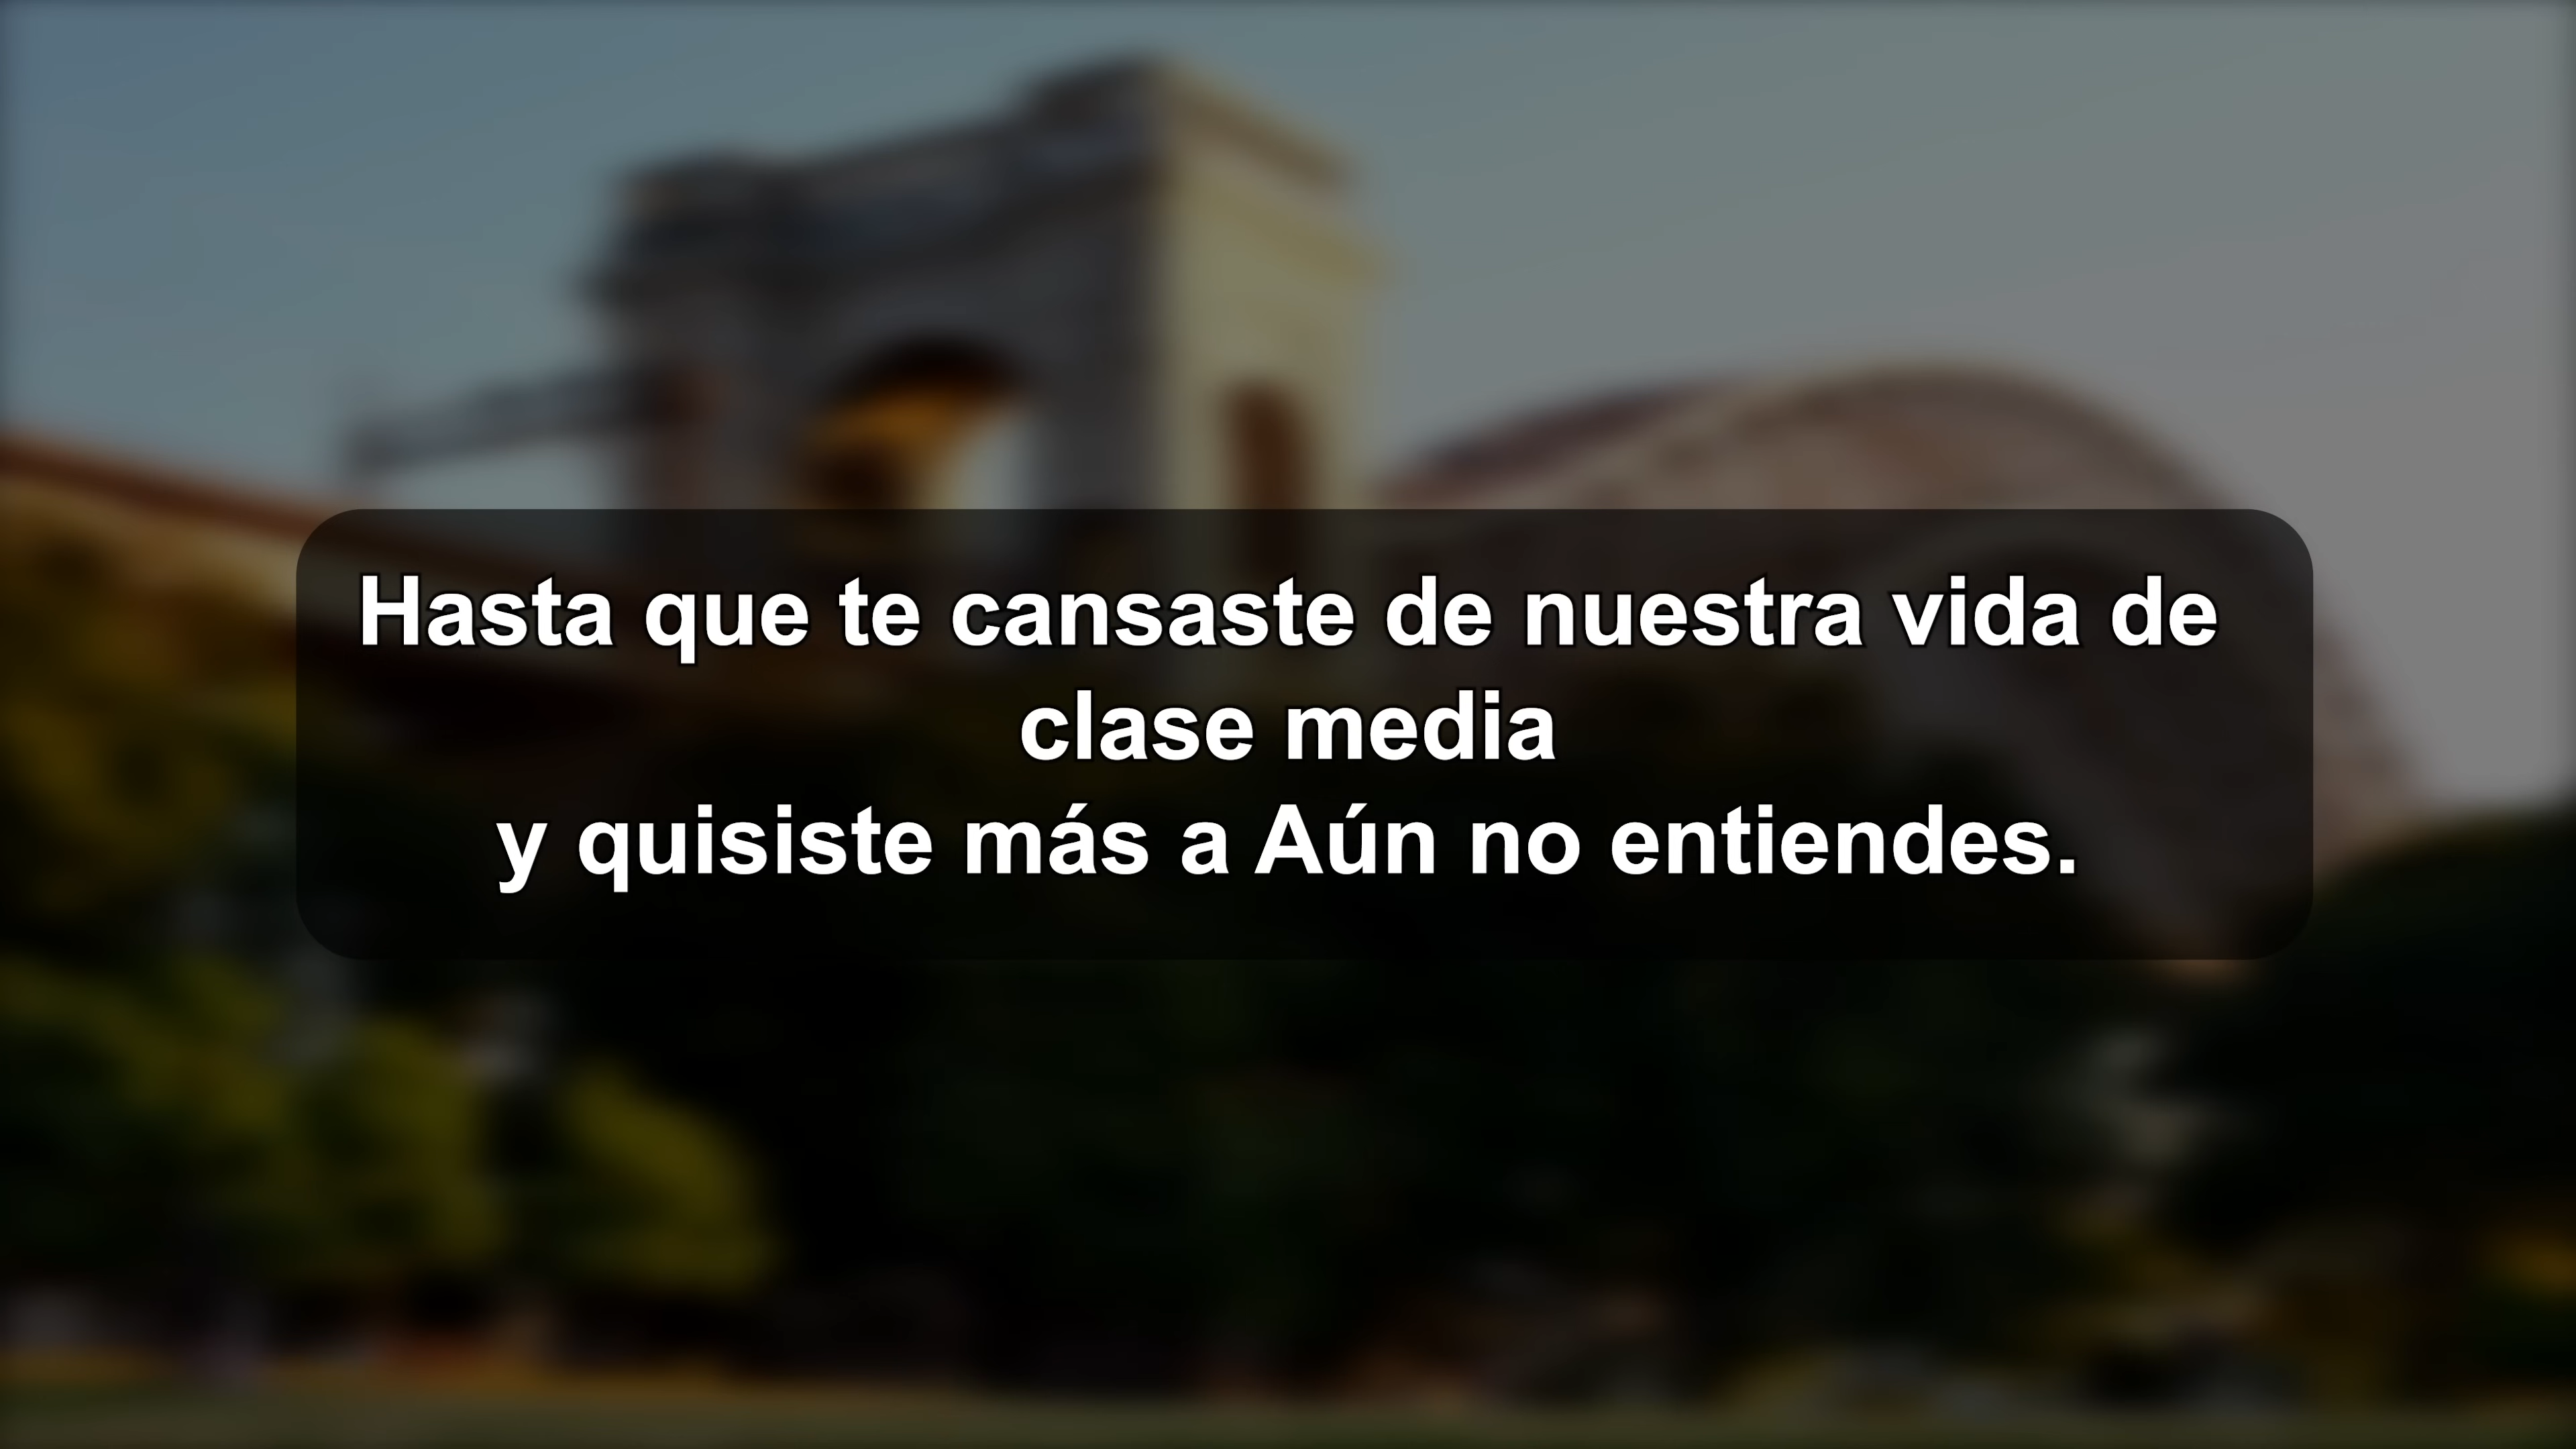 Hasta que te cansaste de nuestra vida de
clase media
y quisiste más a Aún no entiendes.